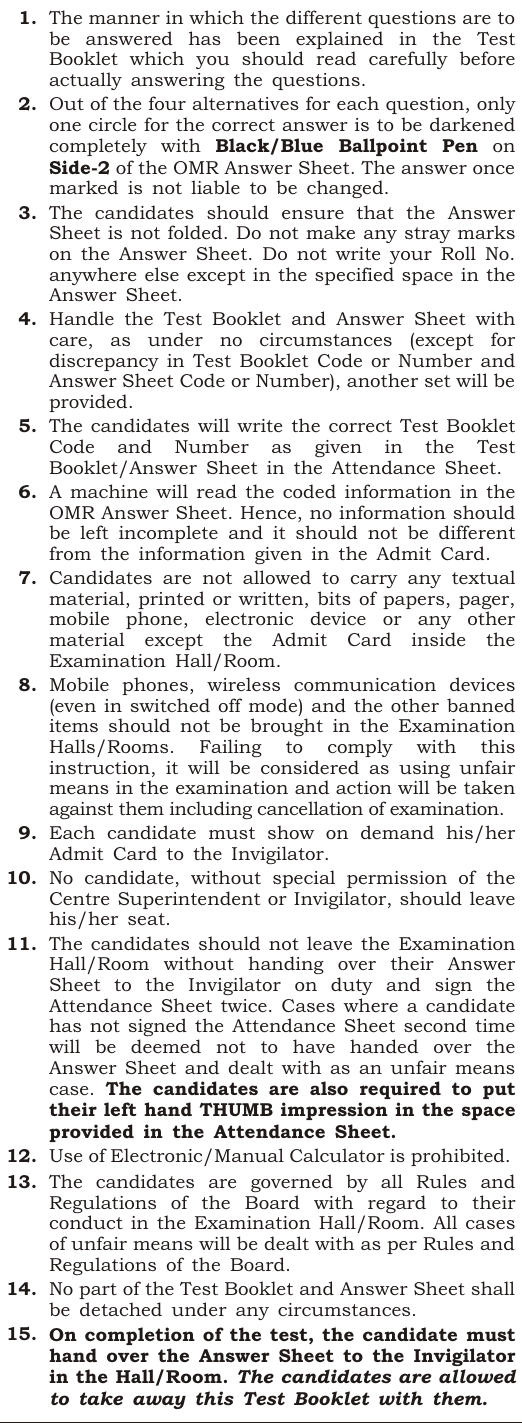 1. The manner in which the different questions are to
be answered has been explained in the Test
Booklet which you should read carefully before
actually answering the questions.
2. Out of the four alternatives for each question, only
one circle for the correct answer is to be darkened
completely with Black/Blue Ballpoint Pen on
Side-2 of the OMR Answer Sheet. The answer once
marked is not liable to be changed.
3. The candidates should ensure that the Answer
Sheet is not folded. Do not make any stray marks
on the Answer Sheet. Do not write your Roll No.
anywhere else except in the specified space in the
Answer Sheet.
4. Handle the Test Booklet and Answer Sheet with
care, as under no circumstances (except for
discrepancy in Test Booklet Code or Number and
Answer Sheet Code or Number), another set will be
provided.
5. The candidates will write the correct Test Booklet
Code and Number as given in the Test
Booklet/Answer Sheet in the Attendance Sheet.
6. A machine will read the coded information in the
OMR Answer Sheet. Hence, no information should
be left incomplete and it should not be different
from the information given in the Admit Card.
7. Candidates are not allowed to carry any textual
material, printed or written, bits of papers, pager,
mobile phone, electronic device or any other
material except the Admit Card inside the
Examination Hall/Room.
8. Mobile phones, wireless communication devices
(even in switched off mode) and the other banned
items should not be brought in the Examination
Halls/Rooms. Failing to comply with this
instruction, it will be considered as using unfair
means in the examination and action will be taken
against them including cancellation of examination.
9. Each candidate must show on demand his/her
Admit Card to the Invigilator.
10. No candidate, without special permission of the
Centre Superintendent or Invigilator, should leave
his/her seat.
11. The candidates should not leave the Examination
Hall/Room without handing over their Answer
Sheet to the Invigilator on duty and sign the
Attendance Sheet twice. Cases where a candidate
has not signed the Attendance Sheet second time
will be deemed not to have handed over the
Answer Sheet and dealt with as an unfair means
case. The candidates are also required to put
their left hand THUMB impression in the space
provided in the Attendance Sheet.
12. Use of Electronic/Manual Calculator is prohibited.
13. The candidates are governed by all Rules and
Regulations of the Board with regard to their
conduct in the Examination Hall/Room. All cases
of unfair means will be dealt with as per Rules and
Regulations of the Board.
14. No part of the Test Booklet and Answer Sheet shall
be detached under any circumstances.
15. On completion of the test, the candidate must
hand over the Answer Sheet to the Invigilator
in the Hall/Room. The candidates are allowed
to take away this Test Booklet with them.